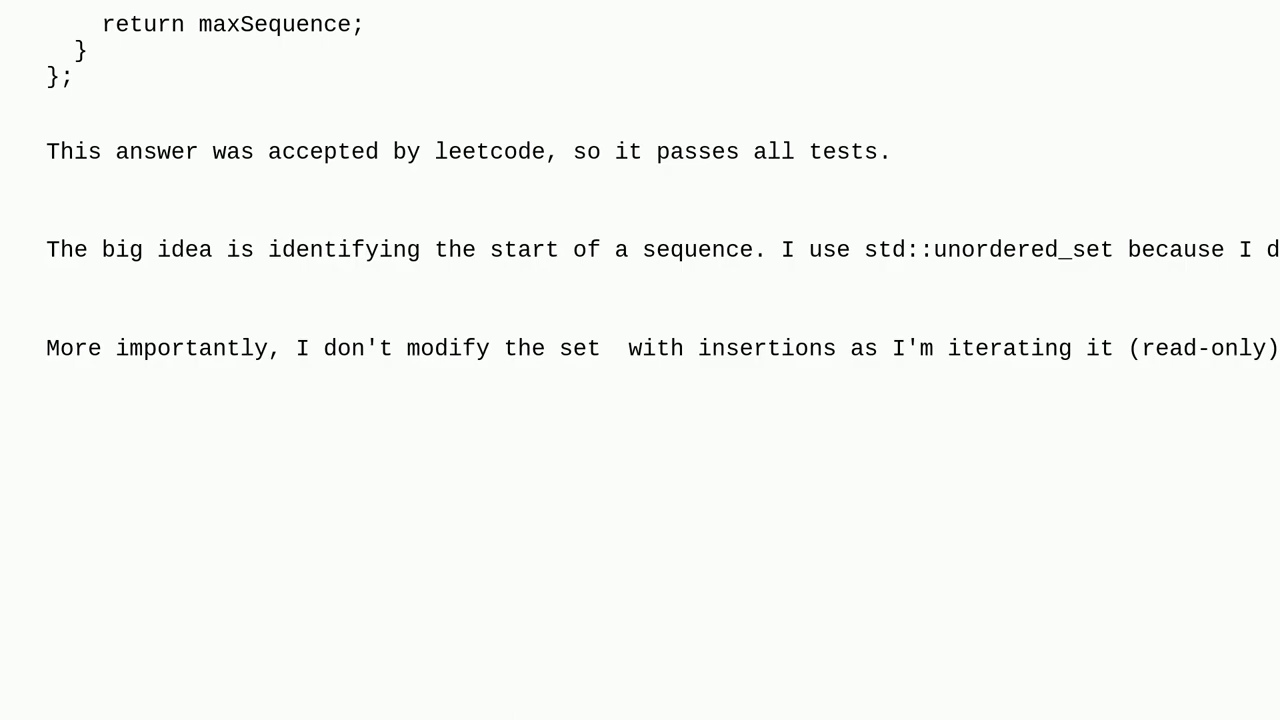 return maxSequence;
}
};
This answer was accepted by leetcode, so it passes all tests.
The big idea is identifying the start of a sequence. I use std::unordered_set because I d
More importantly, I don't modify the set  with insertions as I'm iterating it (read-only)